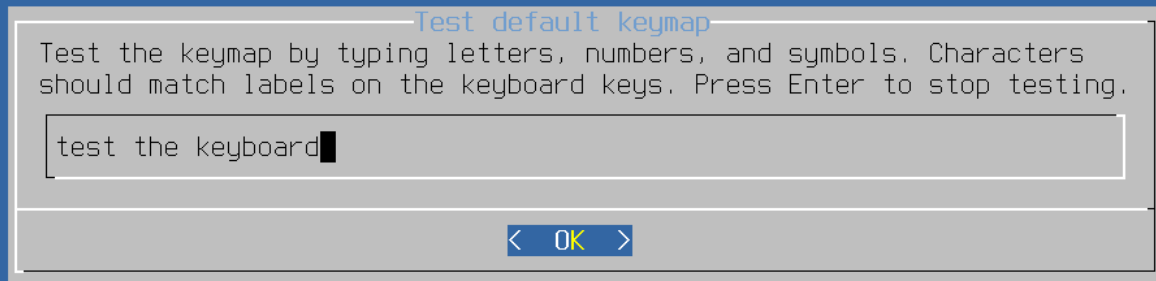 Test default keymap
Test the keymap by typing letters, numbers, and symbols. Characters
should match labels on the keyboard keys. Press Enter to stop testing.
test the keyboard
< OK >